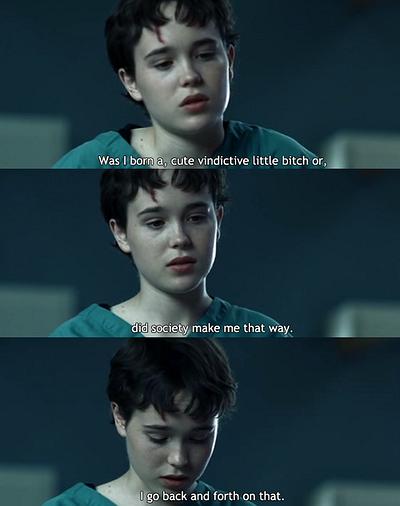 Was I born a, cute vindictive little bitch or,
did society make me that way.
I go back and forth on that.